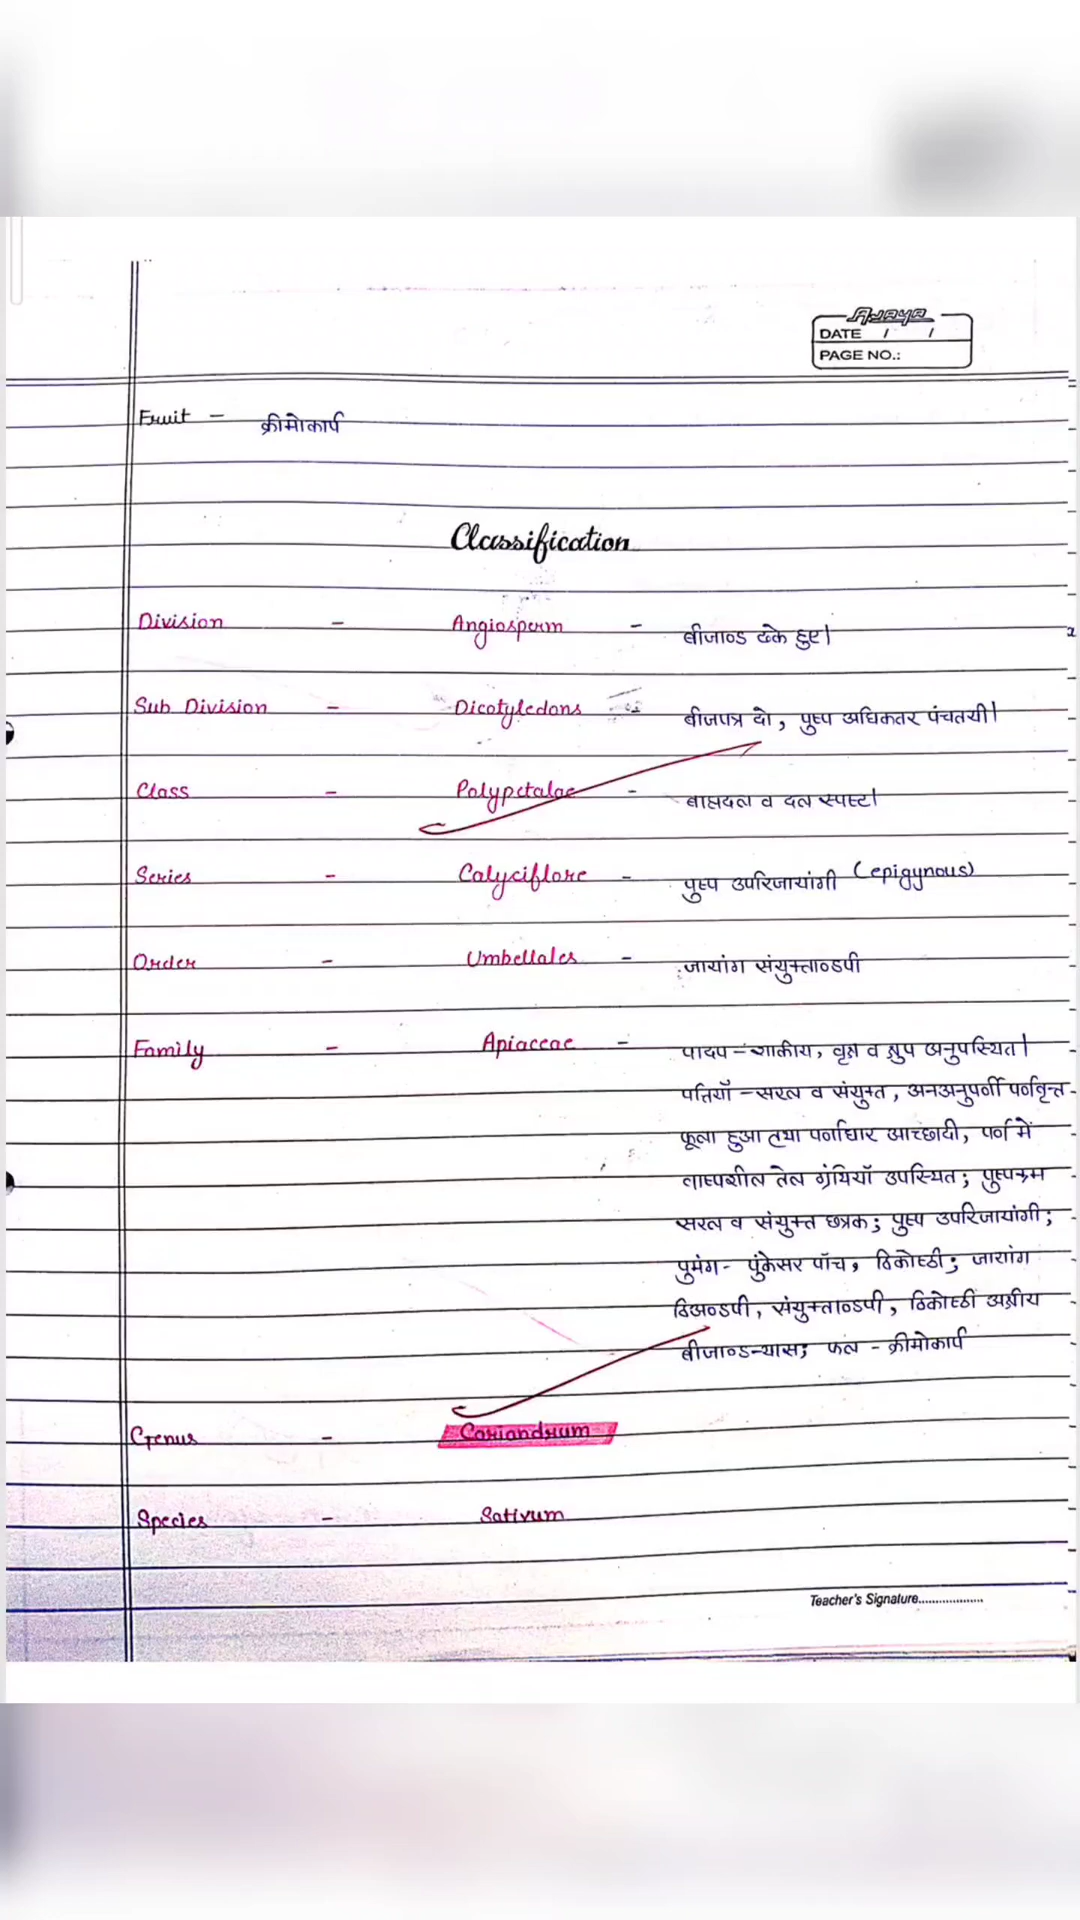 Ajaya
DATE / /
PAGE NO.:
Fruit - क्रीमोकार्प
Classification
Division - Angiosperm - बीजाण्ड ढके हुए।
Sub Division - Dicotyledons - बीजपत्र दो, पुष्प अधिकतर पंचतयी।
Class - Polypetalae - बाह्यदल व दल स्पष्ट।
Series - Calyciflore - पुष्प उपरिजायांगी (epigynous)
Order - Umbellales - जायांग संयुक्ताण्डपी
Family - Apiaceae - पादप - शाकीय, वृक्ष व क्षुप अनुपस्थित।
पत्तियाँ - सरल व संयुक्त, अनअनुपर्णी पर्णवृन्त
फूला हुआ तथा पर्णाधार आच्छादी, पर्ण में
वाष्पशील तेल ग्रंथियाँ उपस्थित; पुष्पक्रम
सरल व संयुक्त छत्रक; पुष्प उपरिजायांगी;
पुमंग - पुंकेसर पाँच, द्विकोष्ठी; जायांग
द्विअण्डपी, संयुक्ताण्डपी, द्विकोष्ठी अक्षीय
बीजाण्डन्यास; फल - क्रीमोकार्प
Genus - Coriandrum
Species - Sativum
Teacher's Signature...................